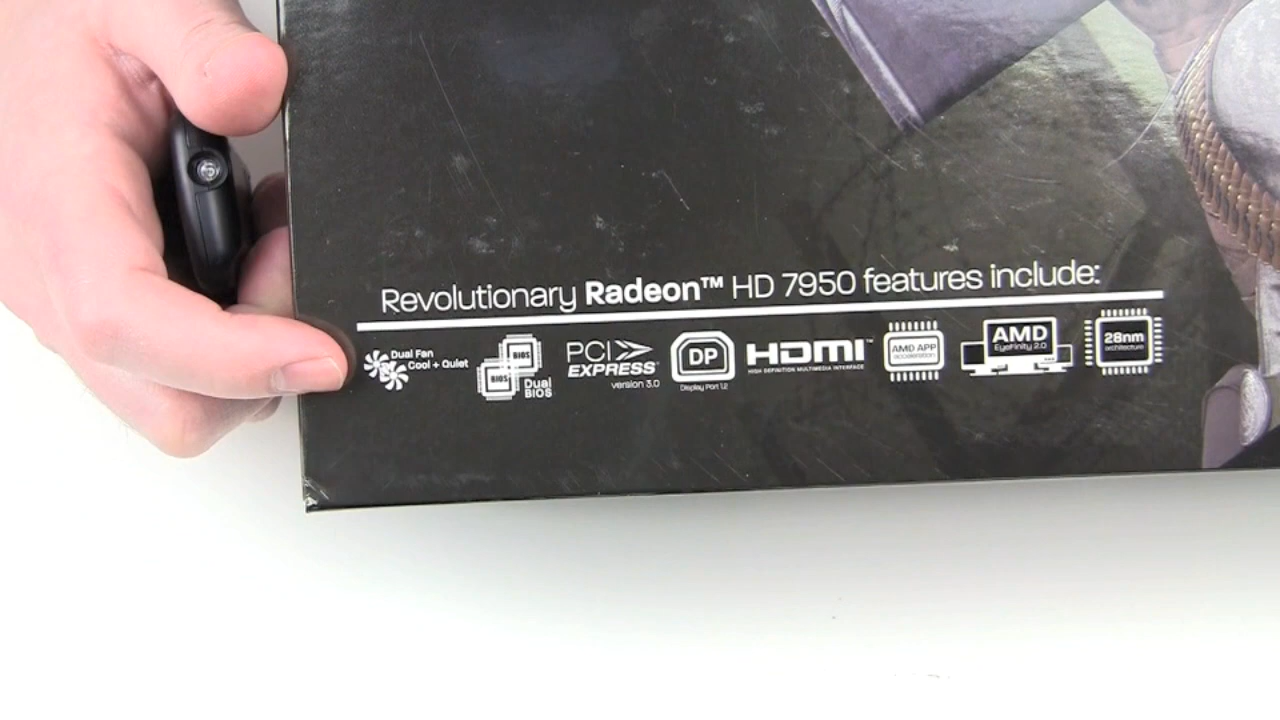 Revolutionary Radeon™ HD 7950 features include:
Dual Fan
Cool + Quiet
BIOS
BIOS
Dual
BIOS
PCI
EXPRESS®
version 3.0
DP
Display Port 1.2
HDMI™
HIGH DEFINITION MULTIMEDIA INTERFACE
AMD APP
acceleration
AMD
EyeFinity 2.0
28nm
architecture